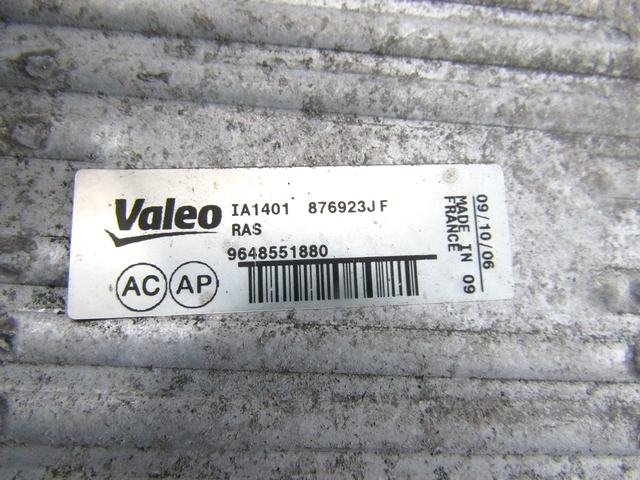 Valeo
IA1401 876923JF
RAS
9648551880
AC AP
09/10/06
MADE IN 09
FRANCE